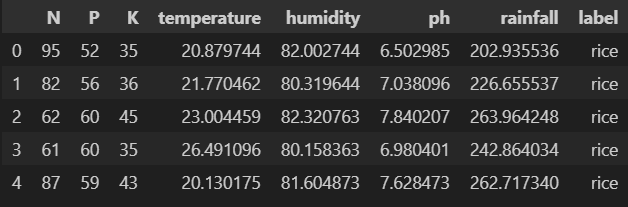 N P K temperature humidity ph rainfall label
0 95 52 35 20.879744 82.002744 6.502985 202.935536 rice
1 82 56 36 21.770462 80.319644 7.038096 226.655537 rice
2 62 60 45 23.004459 82.320763 7.840207 263.964248 rice
3 61 60 35 26.491096 80.158363 6.980401 242.864034 rice
4 87 59 43 20.130175 81.604873 7.628473 262.717340 rice